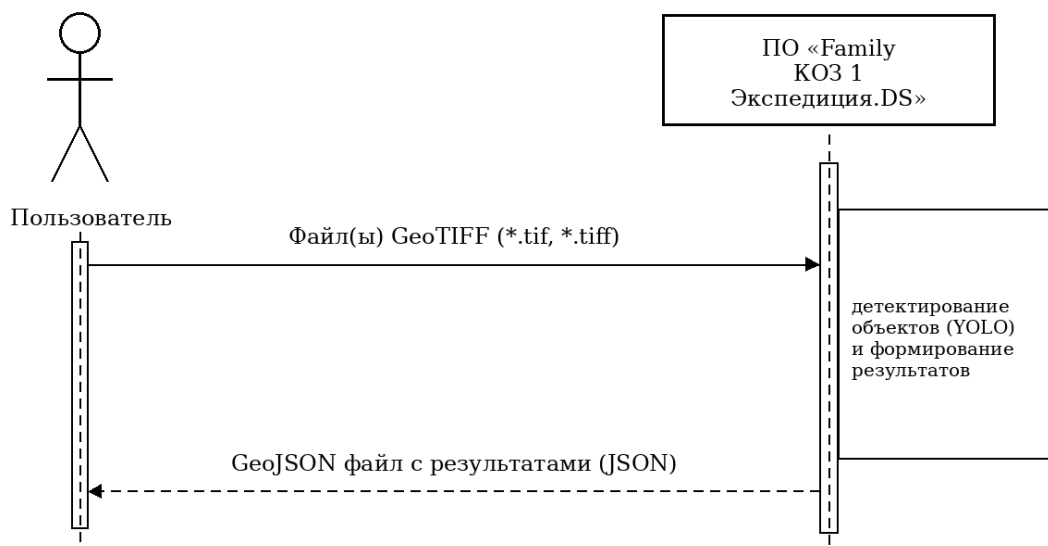 ПО «Family
КОЗ 1
Экспедиция.DS»
Пользователь
Файл(ы) GeoTIFF (*.tif, *.tiff)
детектирование
объектов (YOLO)
и формирование
результатов
GeoJSON файл с результатами (JSON)